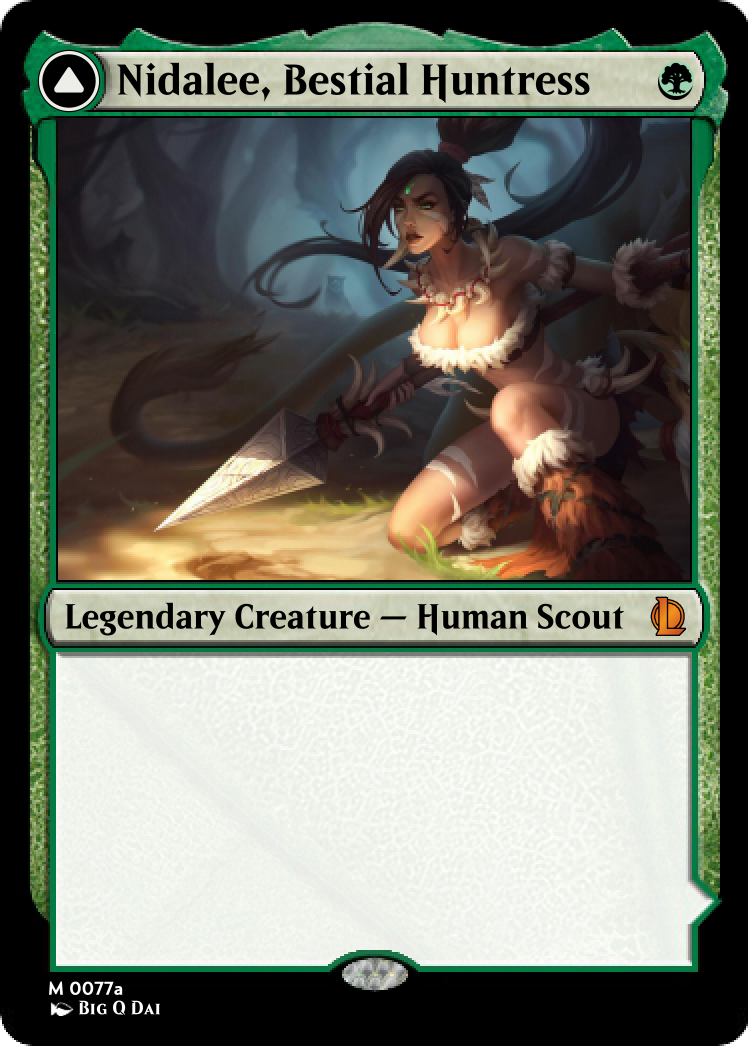 Nidalee, Bestial Huntress
Legendary Creature — Human Scout
M 0077a
Big Q Dai